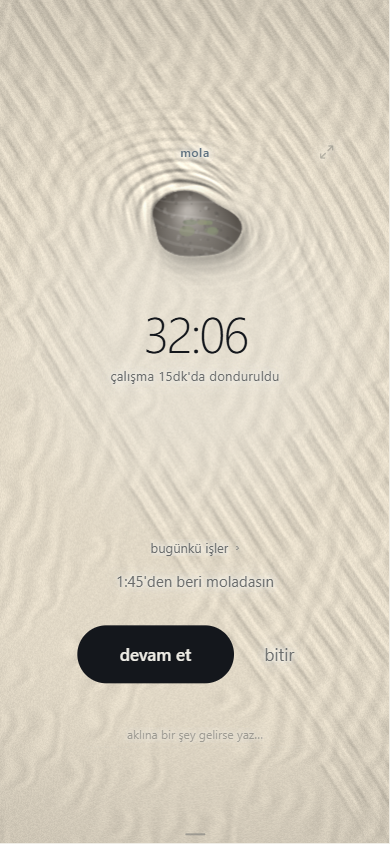 mola
32:06
çalışma 15dk'da donduruldu
bugünkü işler ›
1:45'den beri moladasın
devam et
bitir
aklına bir şey gelirse yaz...